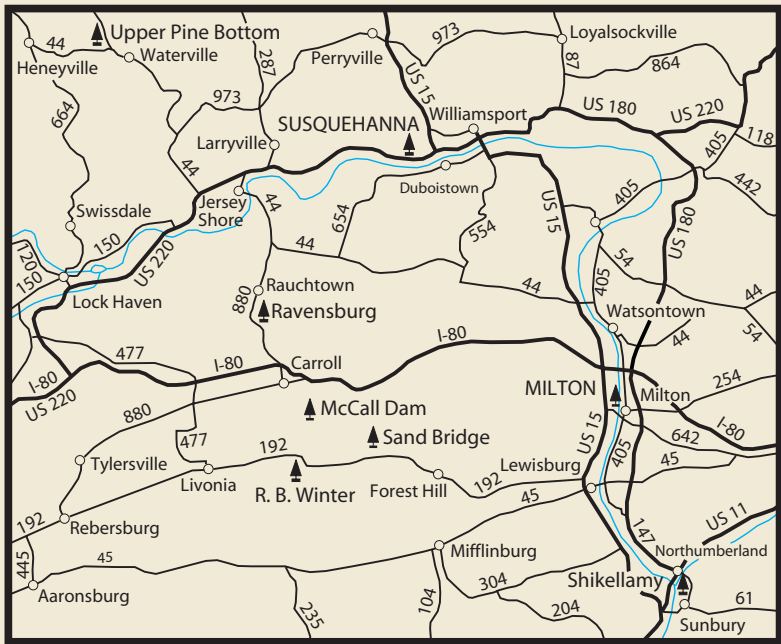 Upper Pine Bottom
44
Heneyville
Waterville
287
Perryville
973
Loyalsockville
87
864
US 15
664
973
Larryville
SUSQUEHANNA
Williamsport
US 180
US 220
405
118
442
44
Jersey
Shore
Duboistown
Swissdale
150
120
150
US 220
Lock Haven
44
654
44
554
US 15
405
US 180
54
405
44
44
54
Rauchtown
880
Ravensburg
Watsontown
44
477
I-80
Carroll
I-80
I-80
US 220
McCall Dam
MILTON
Milton
254
880
Sand Bridge
US 15
405
642
I-80
477
192
Tylersville
Livonia
R. B. Winter
Forest Hill
192
Lewisburg
45
45
192
Rebersburg
445
45
Aaronsburg
235
Mifflinburg
104
304
204
147
US 11
Northumberland
Shikellamy
61
Sunbury